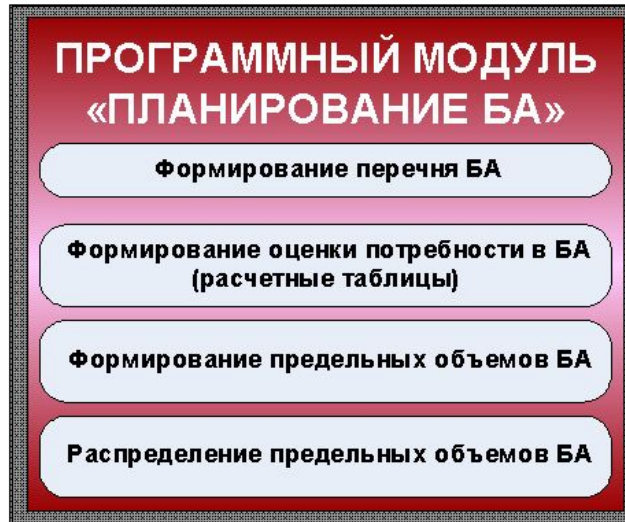 ПРОГРАММНЫЙ МОДУЛЬ
«ПЛАНИРОВАНИЕ БА»
Формирование перечня БА
Формирование оценки потребности в БА
(расчетные таблицы)
Формирование предельных объемов БА
Распределение предельных объемов БА